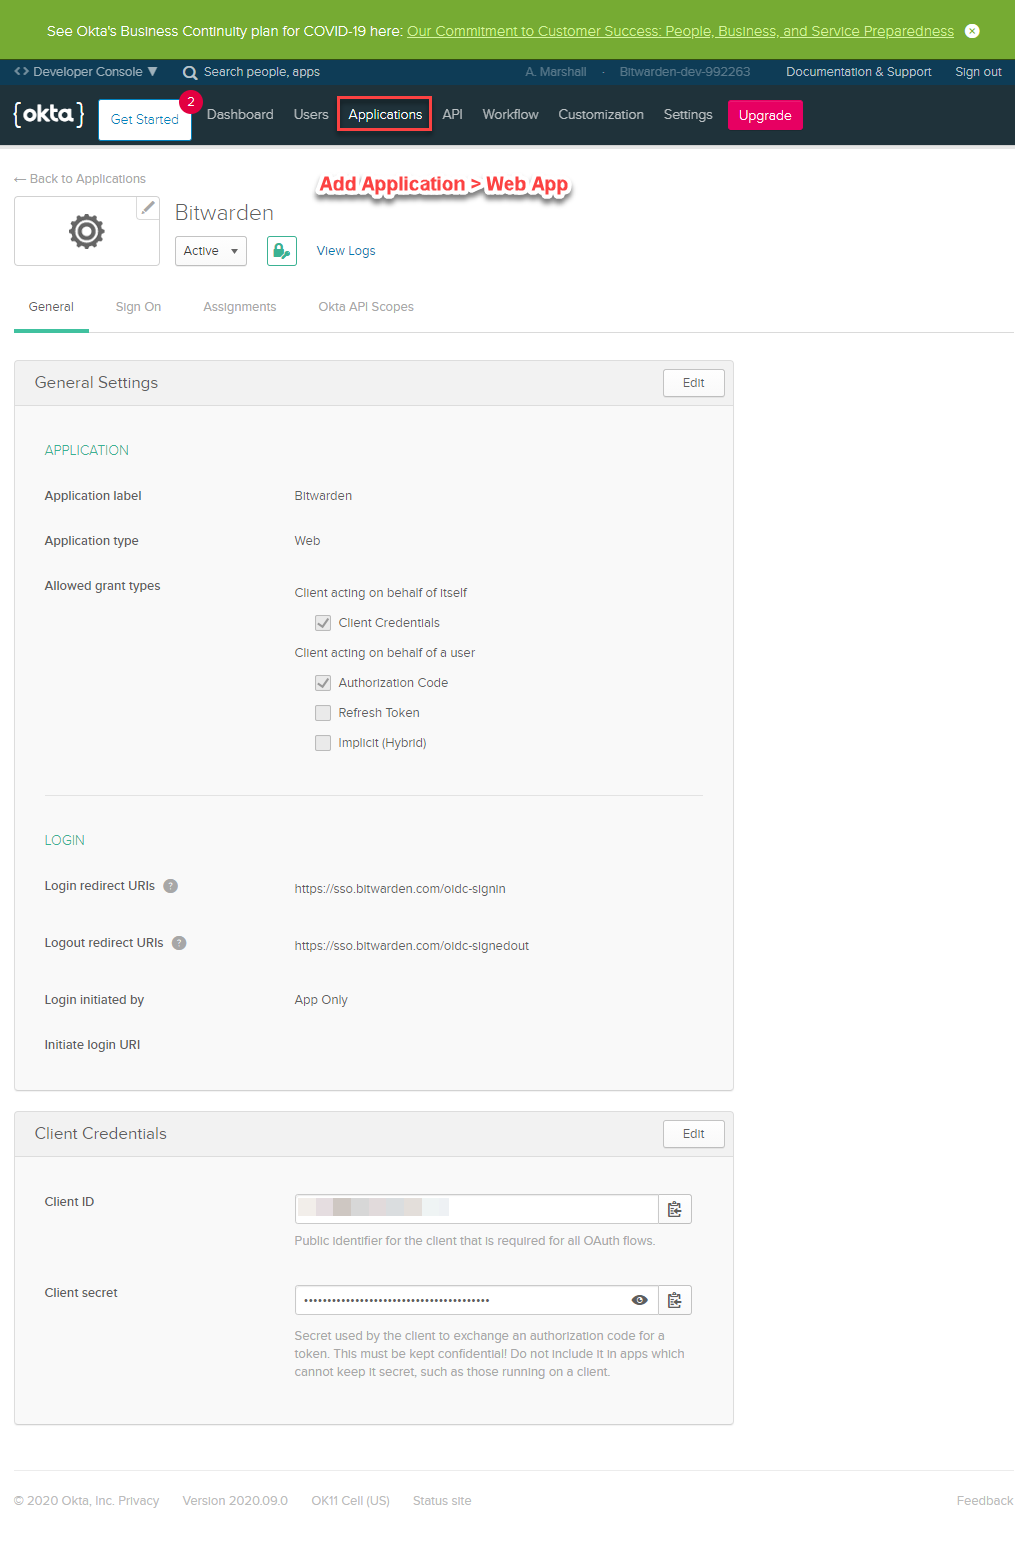 See Okta's Business Continuity plan for COVID-19 here: Our Commitment to Customer Success: People, Business, and Service Preparedness
<> Developer Console ▼ Search people, apps A. Marshall · Bitwarden-dev-992263 Documentation & Support Sign out
{okta} Get Started 2 Dashboard Users Applications API Workflow Customization Settings Upgrade
← Back to Applications
Add Application > Web App
Bitwarden
Active ▼ View Logs
General Sign On Assignments Okta API Scopes
General Settings Edit
APPLICATION
Application label Bitwarden
Application type Web
Allowed grant types
Client acting on behalf of itself
Client Credentials
Client acting on behalf of a user
Authorization Code
Refresh Token
Implicit (Hybrid)
LOGIN
Login redirect URIs ? https://sso.bitwarden.com/oidc-signin
Logout redirect URIs ? https://sso.bitwarden.com/oidc-signedout
Login initiated by App Only
Initiate login URI
Client Credentials Edit
Client ID
Public identifier for the client that is required for all OAuth flows.
Client secret ••••••••••••••••••••••••••••••••••••••••
Secret used by the client to exchange an authorization code for a
token. This must be kept confidential! Do not include it in apps which
cannot keep it secret, such as those running on a client.
© 2020 Okta, Inc. Privacy Version 2020.09.0 OK11 Cell (US) Status site Feedback